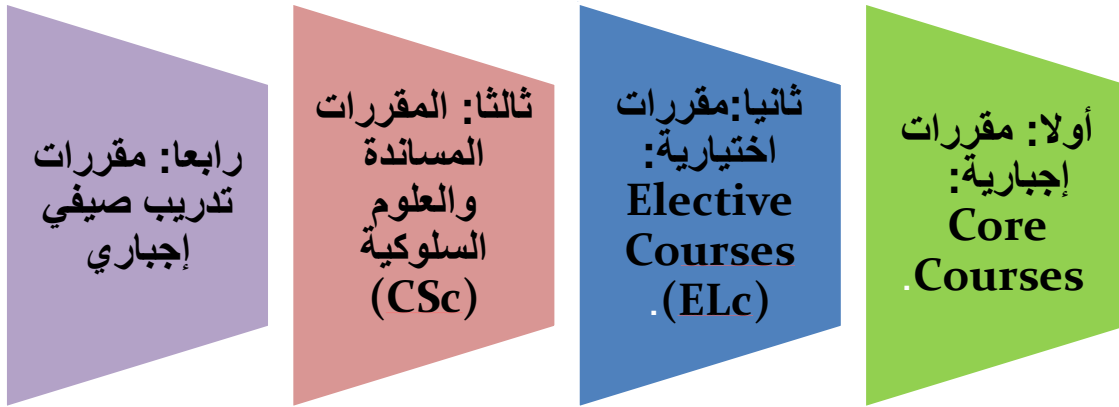 أولا: مقررات
إجبارية:
Core
Courses.
ثانيا:مقررات
اختيارية:
Elective
Courses
(ELc).
ثالثا: المقررات
المساندة
والعلوم
السلوكية
(CSc)
رابعا: مقررات
تدريب صيفي
إجباري